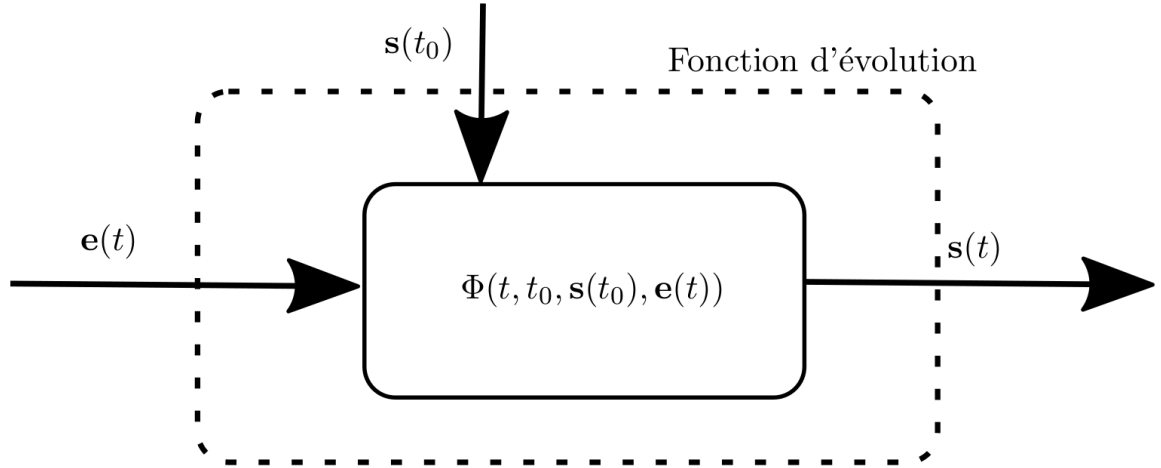 s(t₀)
Fonction d'évolution
e(t)
s(t)
Φ(t, t₀, s(t₀), e(t))